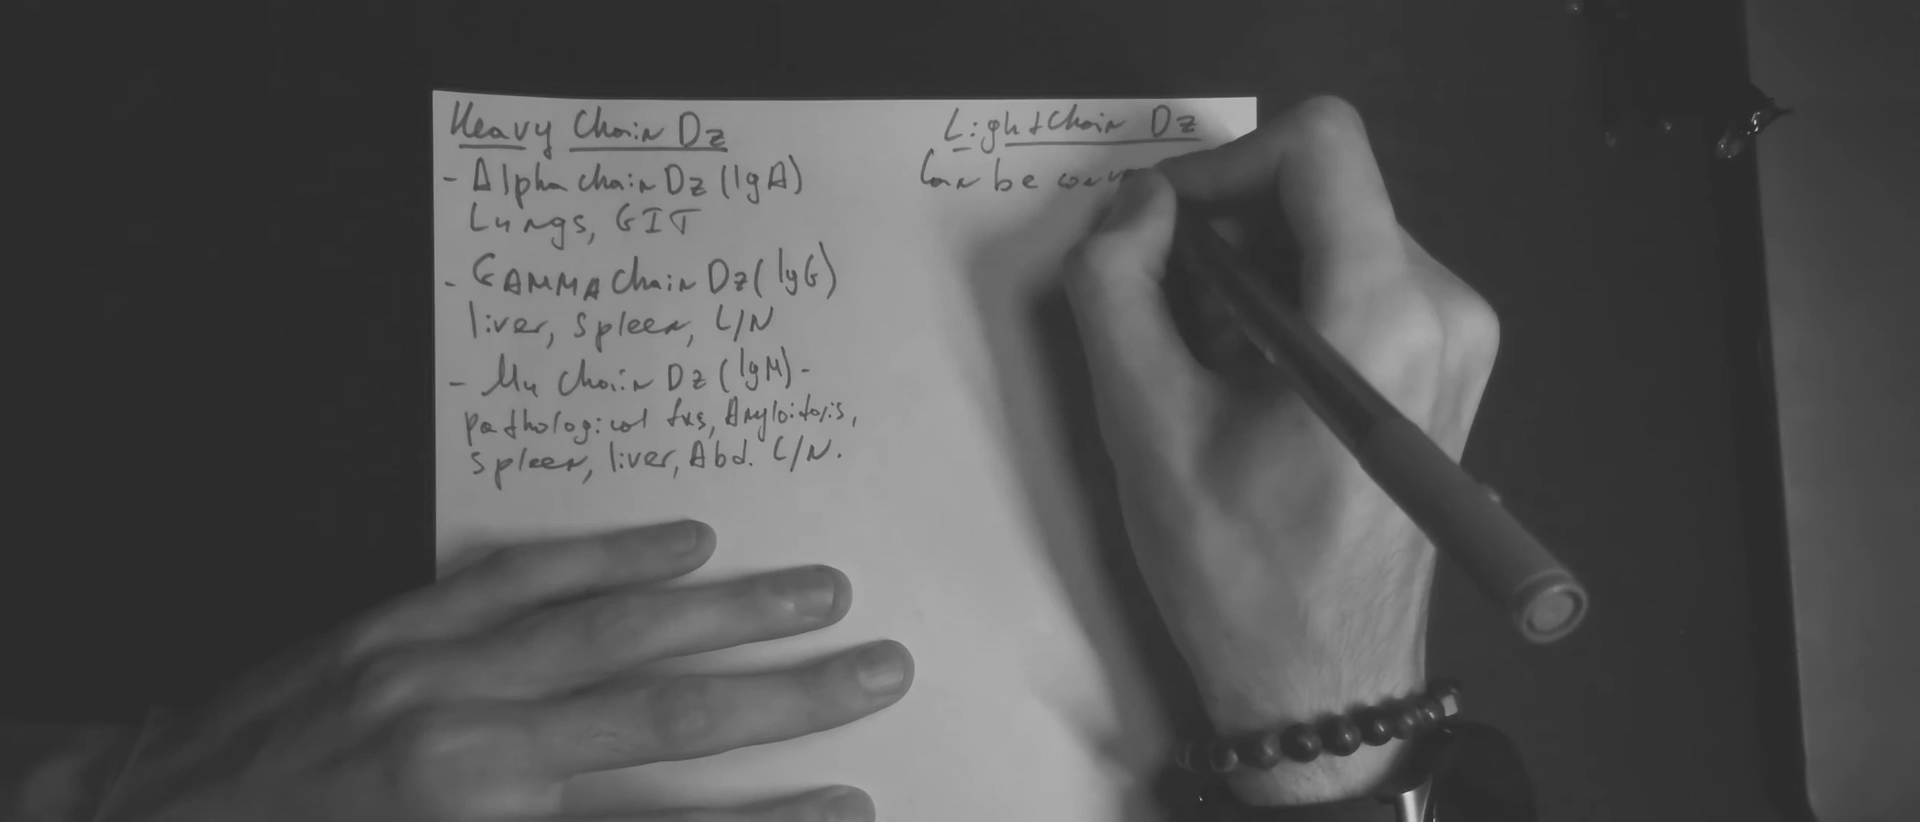 Heavy Chain Dz
- Alpha chain Dz (IgA)
Lungs, GIT
- GAMMA Chain Dz (IgG)
liver, spleen, L/N
- Mu chain Dz (IgM) -
pathological fxs, Amyloitosis,
spleen, liver, Abd. L/N.
Light Chain Dz
Can be